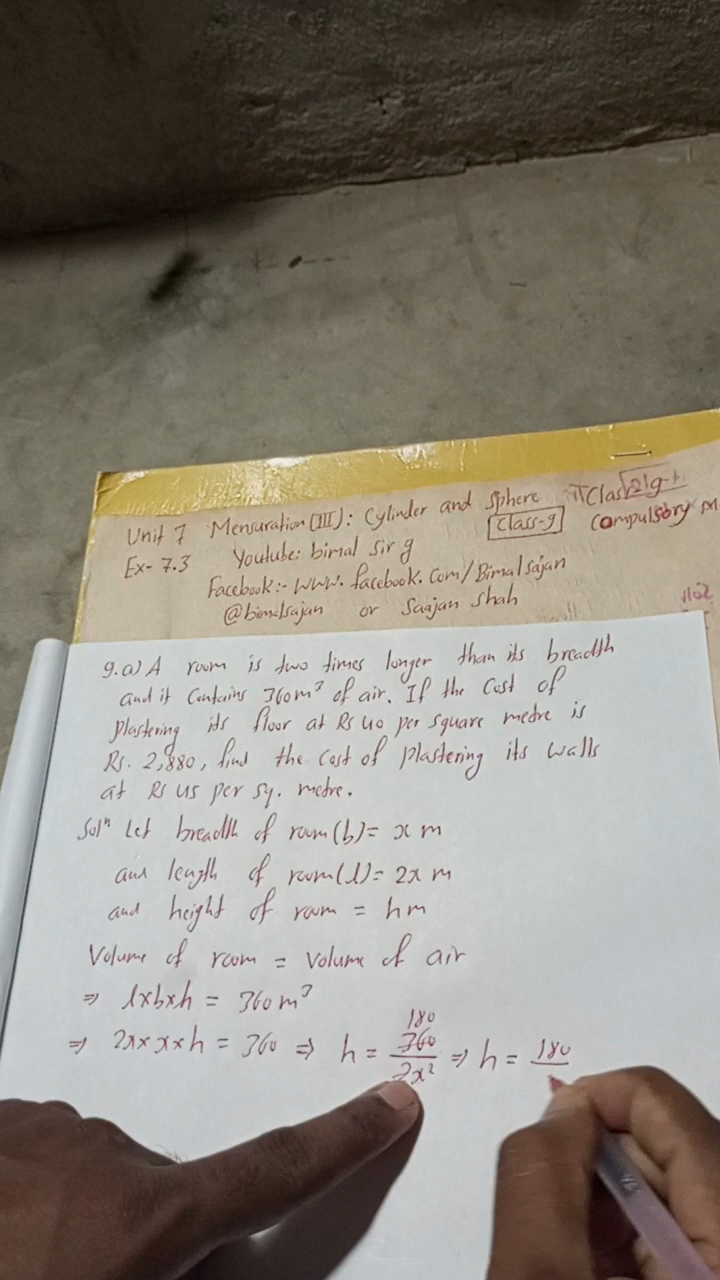 Unit 7 Mensuration (III): Cylinder and Sphere
Class-9 Compulsory
Ex- 7.3 Youtube: bimal sir g
Facebook:- www.facebook.com/Bimalsajan
@bimalsajan or Saajan Shah
9.a) A room is two times longer than its breadth
and it contains 360m³ of air. If the cost of
plastering its floor at Rs 40 per square metre is
Rs. 2,880, find the cost of plastering its walls
at Rs 45 per sq. metre.
Solⁿ Let breadth of room (b) = x m
and length of room (l) = 2x m
and height of room = h m
Volume of room = Volume of air
⇒ l×b×h = 360m³
180
⇒ 2x × x × h = 360 ⇒ h = 360/2x² ⇒ h = 180